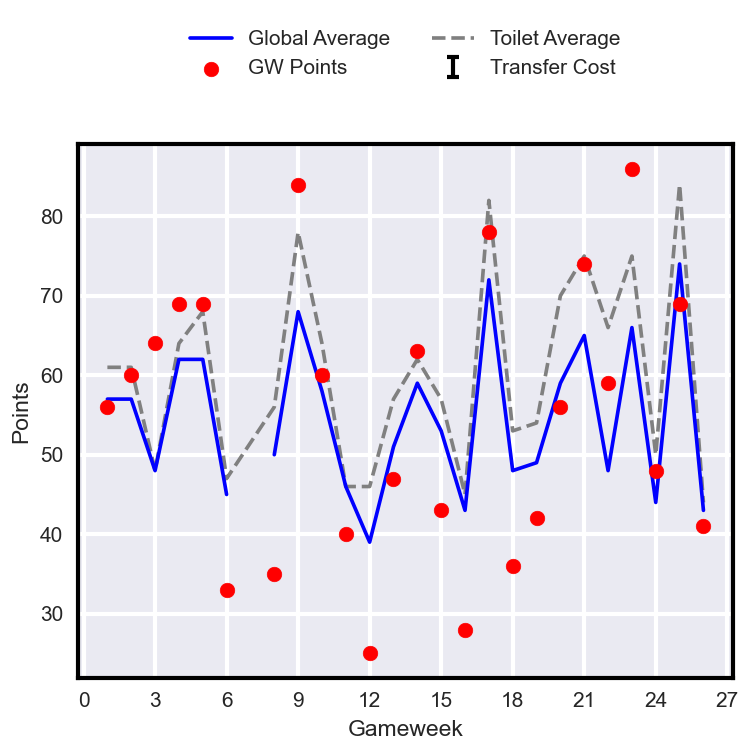 Global Average
Toilet Average
GW Points
Transfer Cost
80
70
60
50
40
30
Points
0 3 6 9 12 15 18 21 24 27
Gameweek